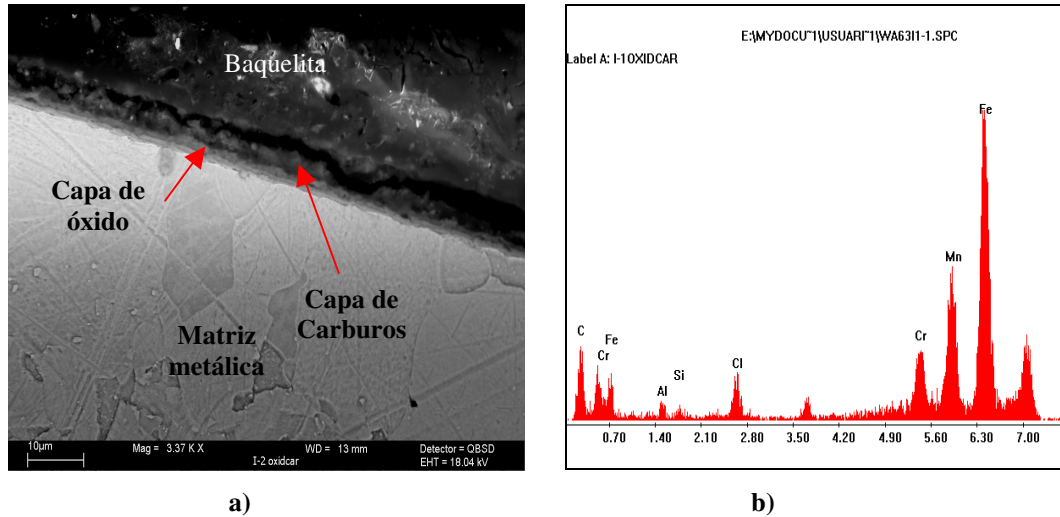 Baquelita
Capa de
óxido
Capa de
Carburos
Matriz
metálica
10µm
Mag = 3.37 K X
WD = 13 mm
Detector = QBSD
I-2 oxidcar
EHT = 18.04 kV
a)
E:\MYDOCU~1\USUARI~1\WA63I1-1.SPC
Label A: I-1OXIDCAR
Fe
Mn
C
Fe
Cr
Cr
Si
Cl
Al
0.70 1.40 2.10 2.80 3.50 4.20 4.90 5.60 6.30 7.00
b)